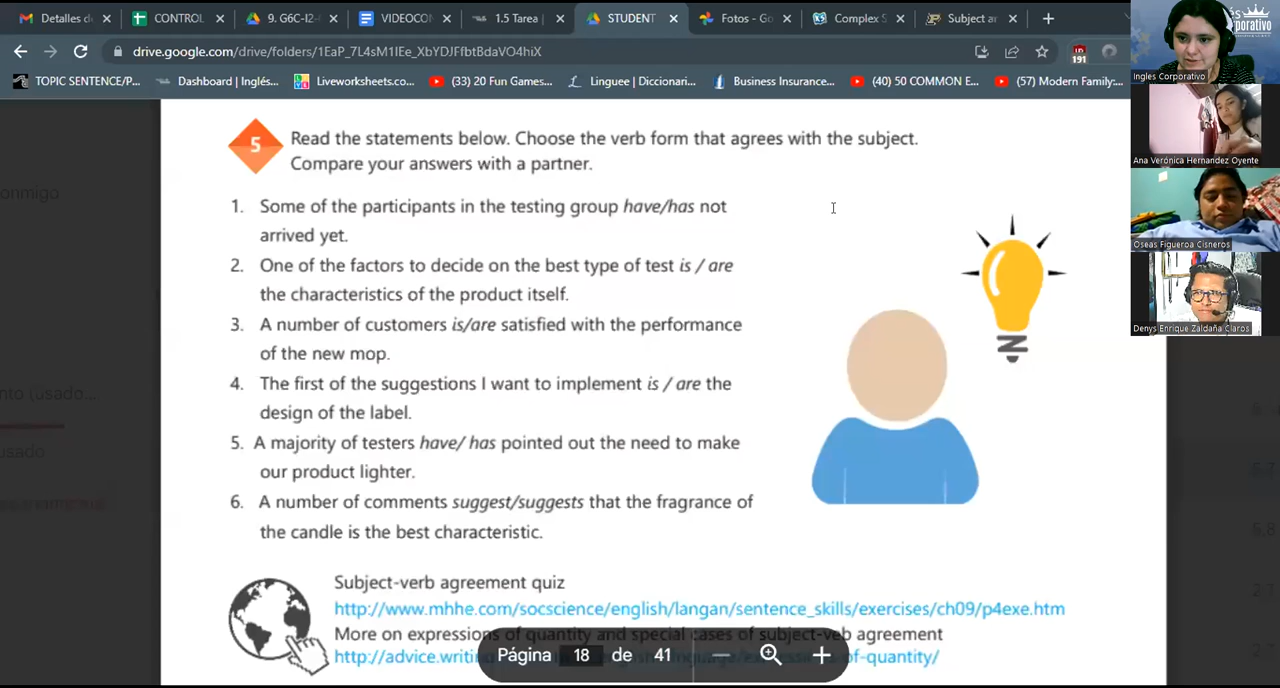 Detalles d
CONTROL
9. G6C-I2-
VIDEOCO
1.5 Tarea
STUDENT
Fotos - Go
Complex S
Subject ar
drive.google.com/drive/folders/1EaP_7L4sM1IEe_XbYDJFfbtBdaVO4hiX
191
TOPIC SENTENCE/P...
Dashboard | Inglés...
Liveworksheets.co...
(33) 20 Fun Games...
Linguee | Diccionari...
Business Insurance...
(40) 50 COMMON E...
(57) Modern Family:...
Ingles Corporativo
Ana Verónica Hernandez Oyente
Oseas Figueroa Cisneros
Denys Enrique Zaldaña Claros
5
Read the statements below. Choose the verb form that agrees with the subject.
Compare your answers with a partner.
1. Some of the participants in the testing group have/has not
arrived yet.
2. One of the factors to decide on the best type of test is / are
the characteristics of the product itself.
3. A number of customers is/are satisfied with the performance
of the new mop.
4. The first of the suggestions I want to implement is / are the
design of the label.
5. A majority of testers have/ has pointed out the need to make
our product lighter.
6. A number of comments suggest/suggests that the fragrance of
the candle is the best characteristic.
Subject-verb agreement quiz
http://www.mhhe.com/socscience/english/langan/sentence_skills/exercises/ch09/p4exe.htm
More on expressions of quantity and special cases of subject-veb agreement
http://advice.writin
of-quantity/
Página 18 de 41